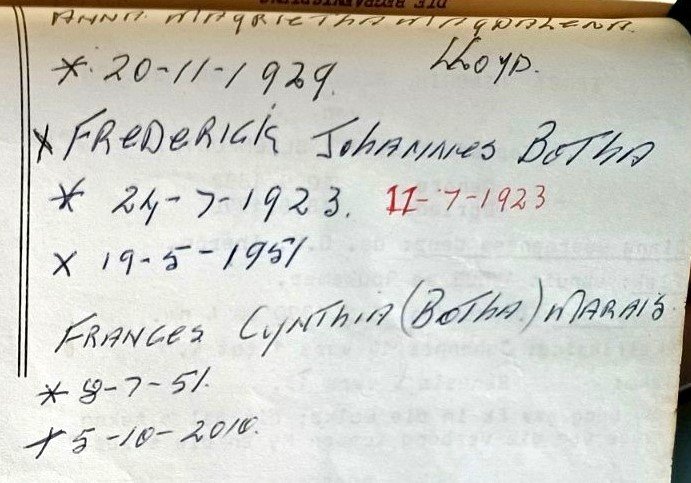 ANNA MAGRIETHA MAGDALENA
* 20-11-1929. LLOYD.
X FREDERICK JOHANNES BOTHA
* 24-7-1923. 11-7-1923
X 19-5-1951
FRANCES CYNTHIA (BOTHA) MARAIS
* 8-7-51.
+ 5-10-2010.